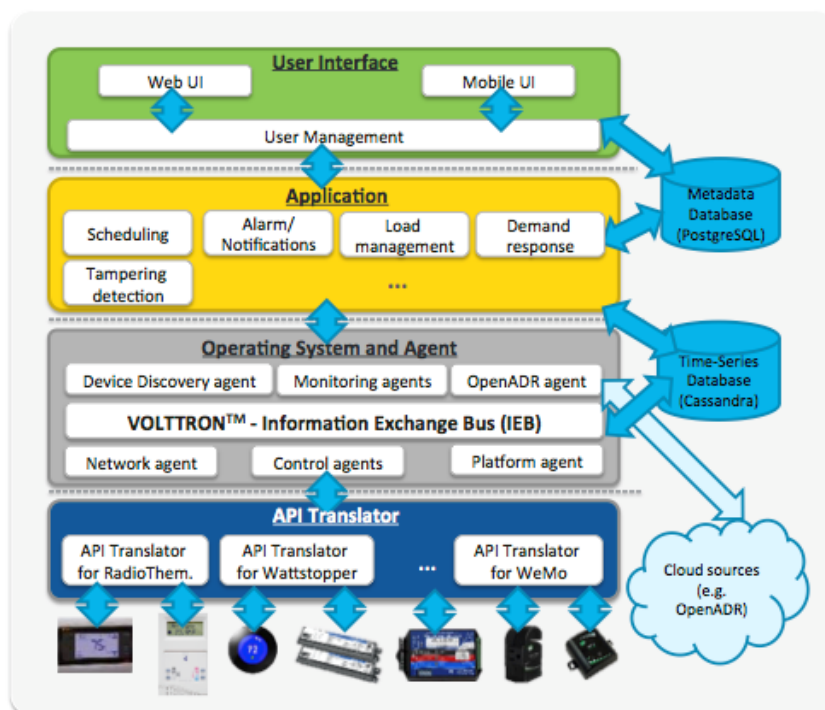 User Interface
Web UI
Mobile UI
User Management
Metadata
Database
(PostgreSQL)
Application
Scheduling
Alarm/
Notifications
Load
management
Demand
response
Tampering
detection
...
Operating System and Agent
Device Discovery agent
Monitoring agents
OpenADR agent
Time-Series
Database
(Cassandra)
VOLTTRON™ - Information Exchange Bus (IEB)
Network agent
Control agents
Platform agent
API Translator
API Translator
for RadioThem.
API Translator
for Wattstopper
...
API Translator
for WeMo
Cloud sources
(e.g.
OpenADR)
72